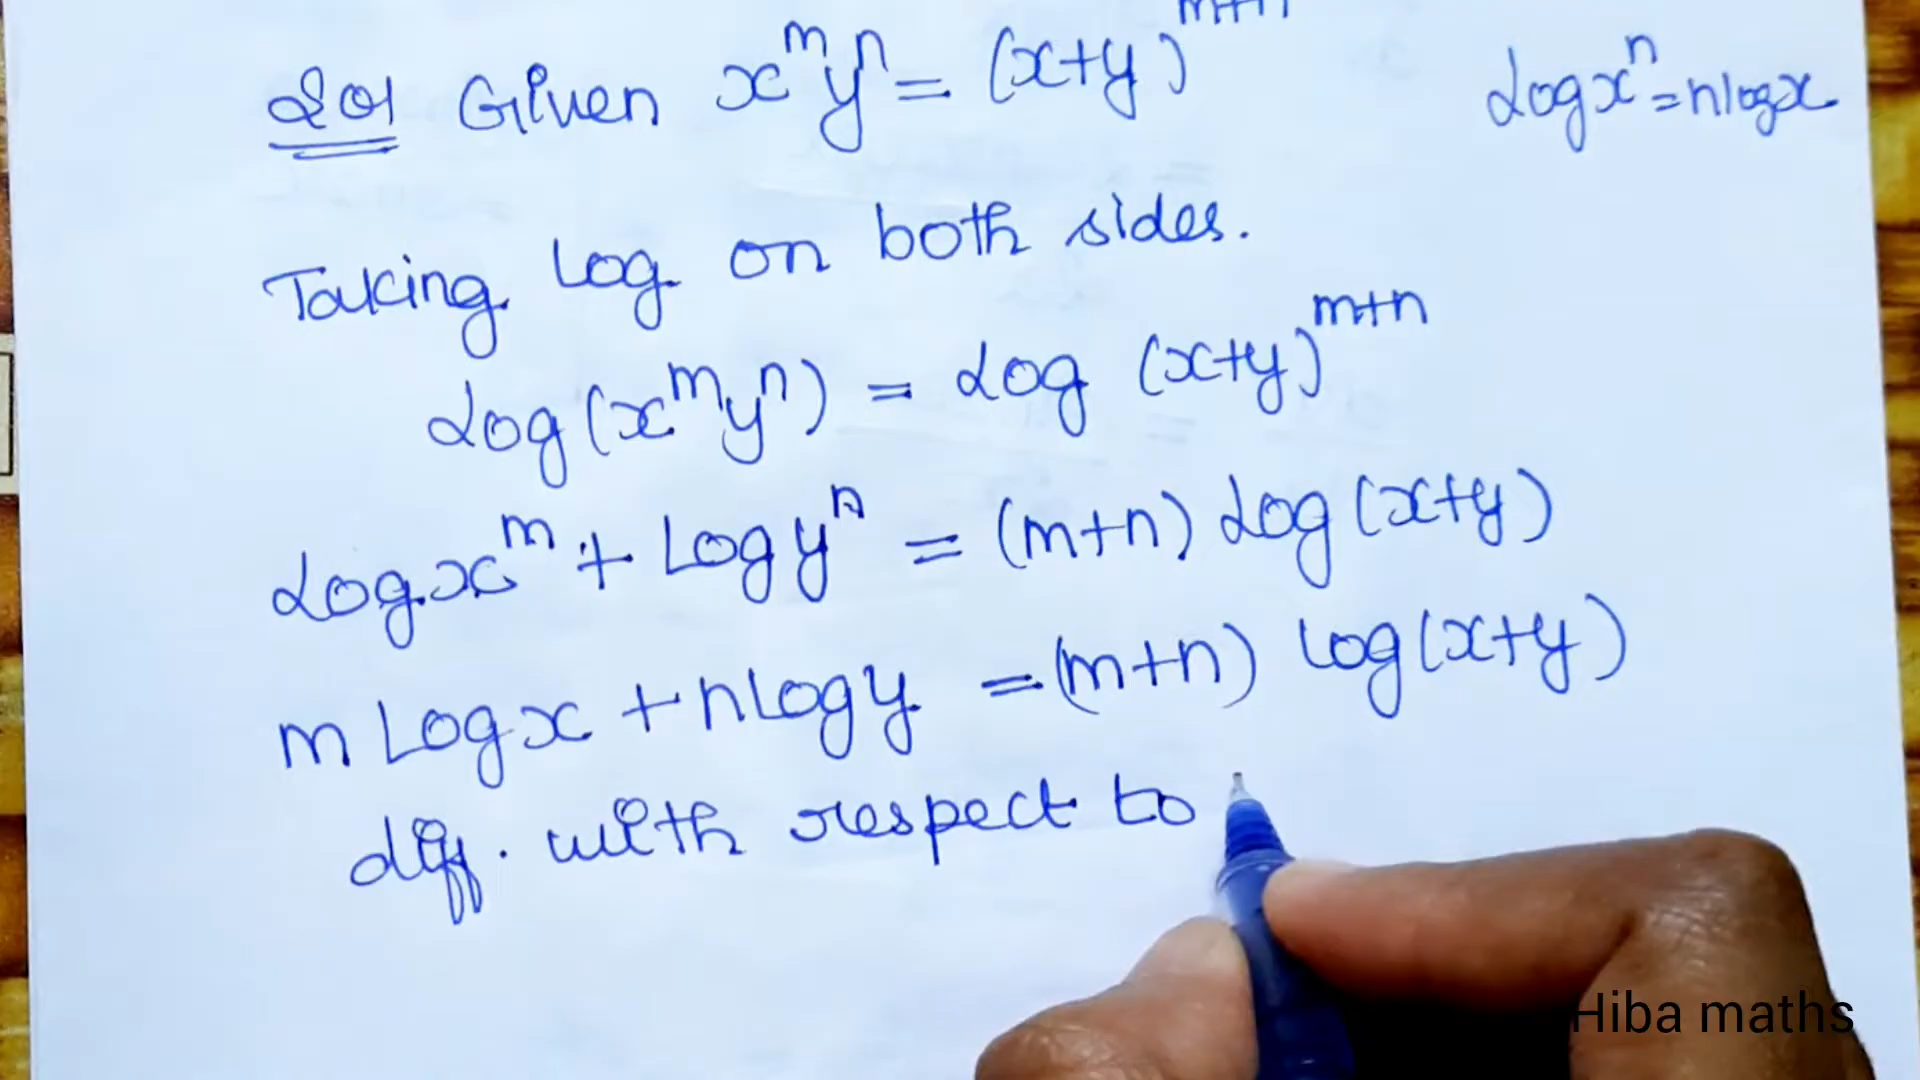 Sol Given x^m y^n = (x+y)^m+n
Log x^n = n log x
Taking Log on both sides.
Log (x^m y^n) = Log (x+y)^m+n
Log x^m + Log y^n = (m+n) Log (x+y)
m Log x + n Log y = (m+n) log (x+y)
diff. with respect to
Hiba maths